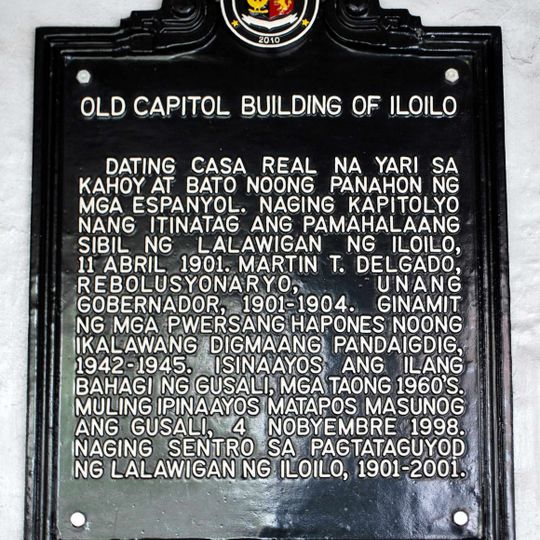 2010
OLD CAPITOL BUILDING OF ILOILO
DATING CASA REAL NA YARI SA
KAHOY AT BATO NOONG PANAHON NG
MGA ESPANYOL. NAGING KAPITOLYO
NANG ITINATAG ANG PAMAHALAANG
SIBIL NG LALAWIGAN NG ILOILO,
11 ABRIL 1901. MARTIN T. DELGADO,
REBOLUSYONARYO, UNANG
GOBERNADOR, 1901-1904. GINAMIT
NG MGA PWERSANG HAPONES NOONG
IKALAWANG DIGMAANG PANDAIGDIG,
1942-1945. ISINAAYOS ANG ILANG
BAHAGI NG GUSALI, MGA TAONG 1960'S.
MULING IPINAAYOS MATAPOS MASUNOG
ANG GUSALI, 4 NOBYEMBRE 1998.
NAGING SENTRO SA PAGTATAGUYOD
NG LALAWIGAN NG ILOILO, 1901-2001.